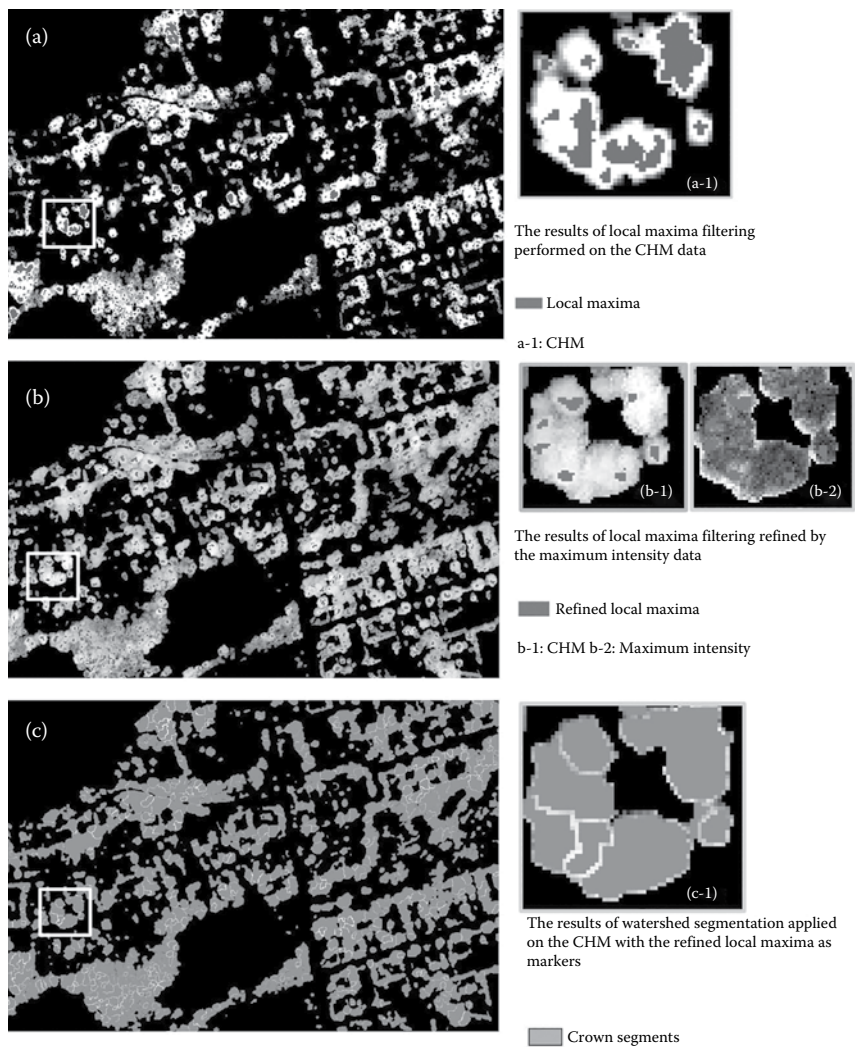 (a)
(a-1)
The results of local maxima filtering
performed on the CHM data
Local maxima
a-1: CHM
(b)
(b-1)
(b-2)
The results of local maxima filtering refined by
the maximum intensity data
Refined local maxima
b-1: CHM b-2: Maximum intensity
(c)
(c-1)
The results of watershed segmentation applied
on the CHM with the refined local maxima as
markers
Crown segments